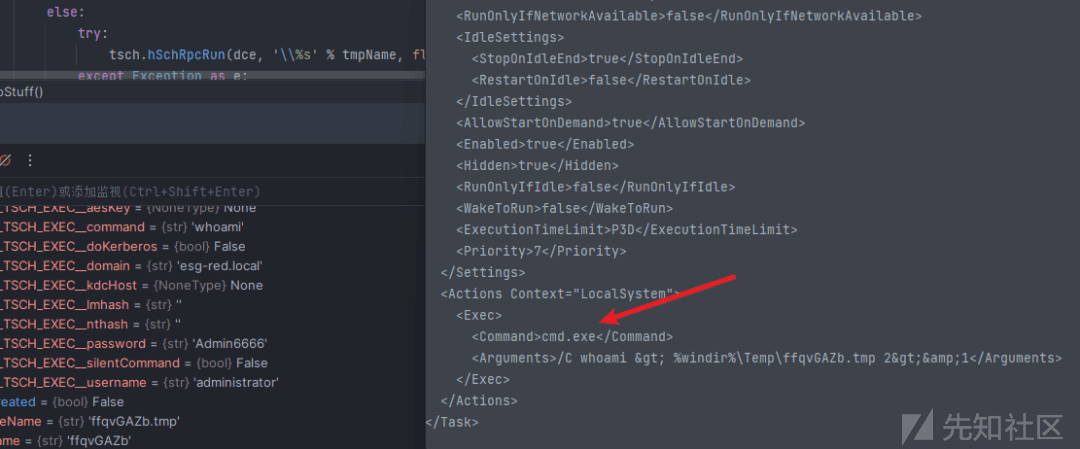 else:
try:
tsch.hSchRpcRun(dce, '\\%s' % tmpName, fl
except Exception as e:
oStuff()
(Enter)或添加监视(Ctrl+Shift+Enter)
_TSCH_EXEC__aesKey = {NoneType} None
_TSCH_EXEC__command = {str} 'whoami'
_TSCH_EXEC__doKerberos = {bool} False
_TSCH_EXEC__domain = {str} 'esg-red.local'
_TSCH_EXEC__kdcHost = {NoneType} None
_TSCH_EXEC__lmhash = {str} ''
_TSCH_EXEC__nthash = {str} ''
_TSCH_EXEC__password = {str} 'Admin6666'
_TSCH_EXEC__silentCommand = {bool} False
_TSCH_EXEC__username = {str} 'administrator'
reated = {bool} False
eName = {str} 'ffqvGAZb.tmp'
ame = {str} 'ffqvGAZb'
<RunOnlyIfNetworkAvailable>false</RunOnlyIfNetworkAvailable>
<IdleSettings>
<StopOnIdleEnd>true</StopOnIdleEnd>
<RestartOnIdle>false</RestartOnIdle>
</IdleSettings>
<AllowStartOnDemand>true</AllowStartOnDemand>
<Enabled>true</Enabled>
<Hidden>true</Hidden>
<RunOnlyIfIdle>false</RunOnlyIfIdle>
<WakeToRun>false</WakeToRun>
<ExecutionTimeLimit>P3D</ExecutionTimeLimit>
<Priority>7</Priority>
</Settings>
<Actions Context="LocalSystem">
<Exec>
<Command>cmd.exe</Command>
<Arguments>/C whoami &gt; %windir%\Temp\ffqvGAZb.tmp 2&gt;&amp;1</Arguments>
</Exec>
</Actions>
</Task>
先知社区